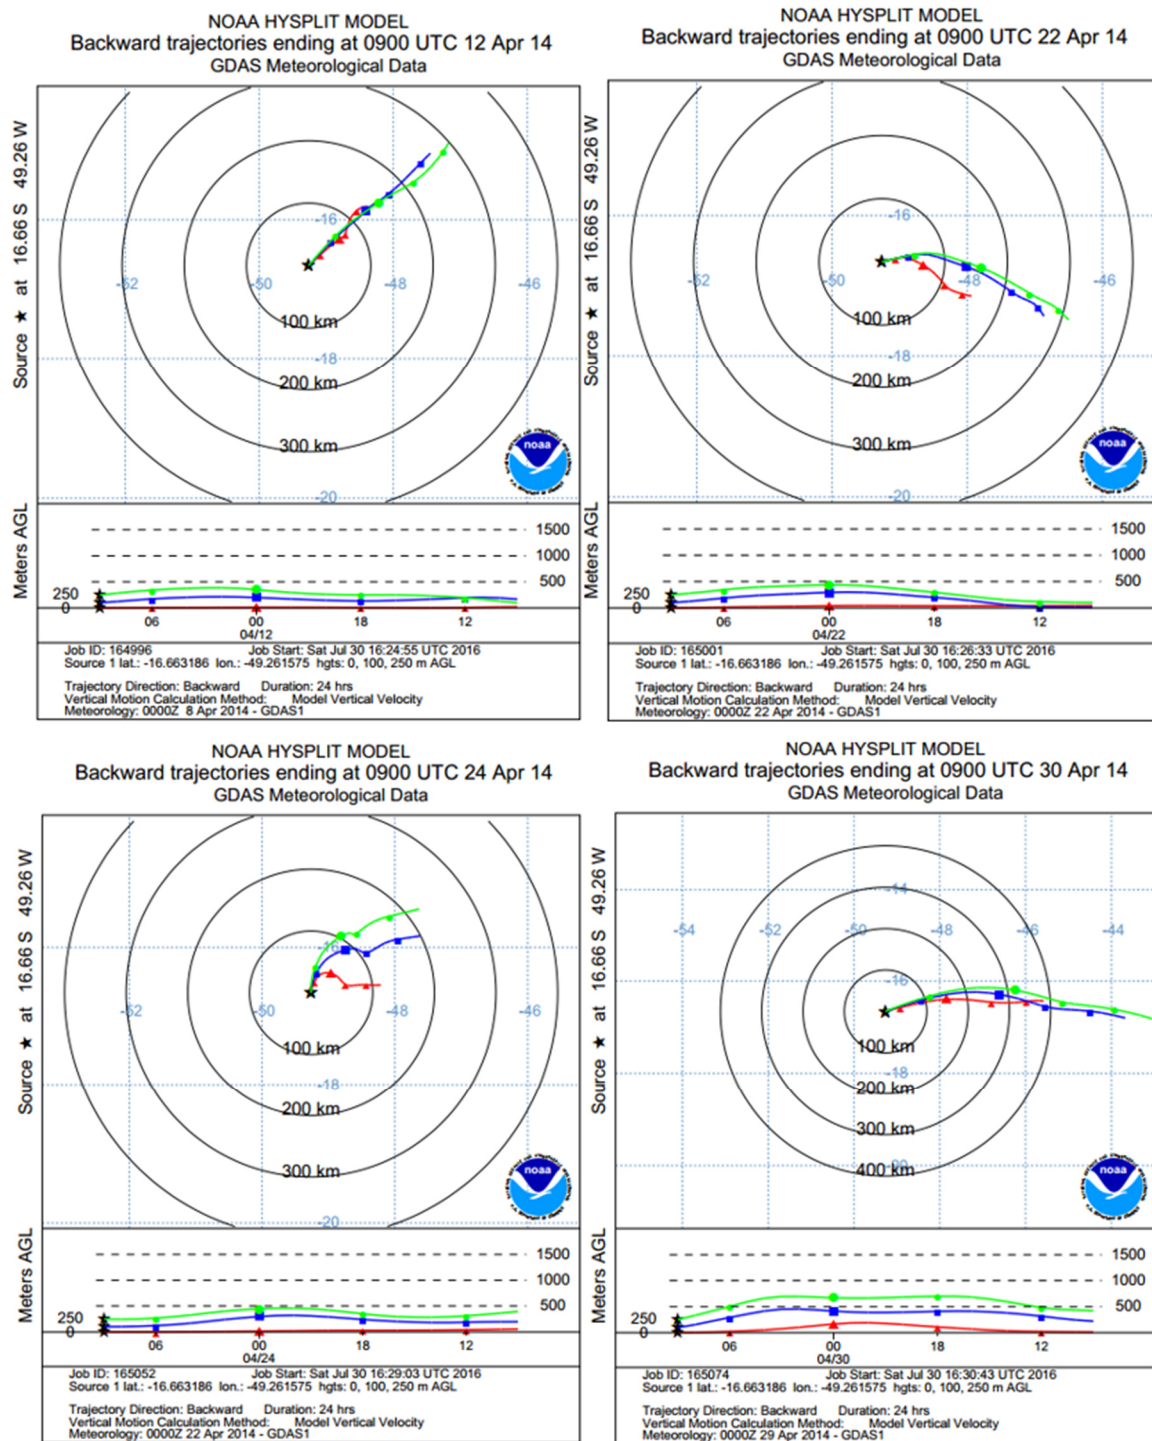 NOAA HYSPLIT MODEL
Backward trajectories ending at 0900 UTC 12 Apr 14
GDAS Meteorological Data
Source ★ at 16.66 S 49.26 W
-16
-52
-50
-48
-46
100 km
-18
200 km
300 km
-20
noaa
Meters AGL
1500
1000
500
250
0
06
00
18
12
04/12
Job ID: 164996 Job Start: Sat Jul 30 16:24:55 UTC 2016
Source 1 lat.: -16.663186 lon.: -49.261575 hgts: 0, 100, 250 m AGL
Trajectory Direction: Backward Duration: 24 hrs
Vertical Motion Calculation Method: Model Vertical Velocity
Meteorology: 0000Z 8 Apr 2014 - GDAS1
NOAA HYSPLIT MODEL
Backward trajectories ending at 0900 UTC 22 Apr 14
GDAS Meteorological Data
Source ★ at 16.66 S 49.26 W
-16
-52
-50
-48
-46
100 km
-18
200 km
300 km
-20
noaa
Meters AGL
1500
1000
500
250
0
06
00
18
12
04/22
Job ID: 165001 Job Start: Sat Jul 30 16:26:33 UTC 2016
Source 1 lat.: -16.663186 lon.: -49.261575 hgts: 0, 100, 250 m AGL
Trajectory Direction: Backward Duration: 24 hrs
Vertical Motion Calculation Method: Model Vertical Velocity
Meteorology: 0000Z 22 Apr 2014 - GDAS1
NOAA HYSPLIT MODEL
Backward trajectories ending at 0900 UTC 24 Apr 14
GDAS Meteorological Data
Source ★ at 16.66 S 49.26 W
-16
-52
-50
-48
-46
100 km
-18
200 km
300 km
-20
noaa
Meters AGL
1500
1000
500
250
0
06
00
18
12
04/24
Job ID: 165052 Job Start: Sat Jul 30 16:29:03 UTC 2016
Source 1 lat.: -16.663186 lon.: -49.261575 hgts: 0, 100, 250 m AGL
Trajectory Direction: Backward Duration: 24 hrs
Vertical Motion Calculation Method: Model Vertical Velocity
Meteorology: 0000Z 22 Apr 2014 - GDAS1
NOAA HYSPLIT MODEL
Backward trajectories ending at 0900 UTC 30 Apr 14
GDAS Meteorological Data
Source ★ at 16.66 S 49.26 W
-14
-54
-52
-50
-48
-46
-44
-16
100 km
-18
200 km
300 km
400 km
-20
noaa
Meters AGL
1500
1000
500
250
0
06
00
18
12
04/30
Job ID: 165074 Job Start: Sat Jul 30 16:30:43 UTC 2016
Source 1 lat.: -16.663186 lon.: -49.261575 hgts: 0, 100, 250 m AGL
Trajectory Direction: Backward Duration: 24 hrs
Vertical Motion Calculation Method: Model Vertical Velocity
Meteorology: 0000Z 29 Apr 2014 - GDAS1